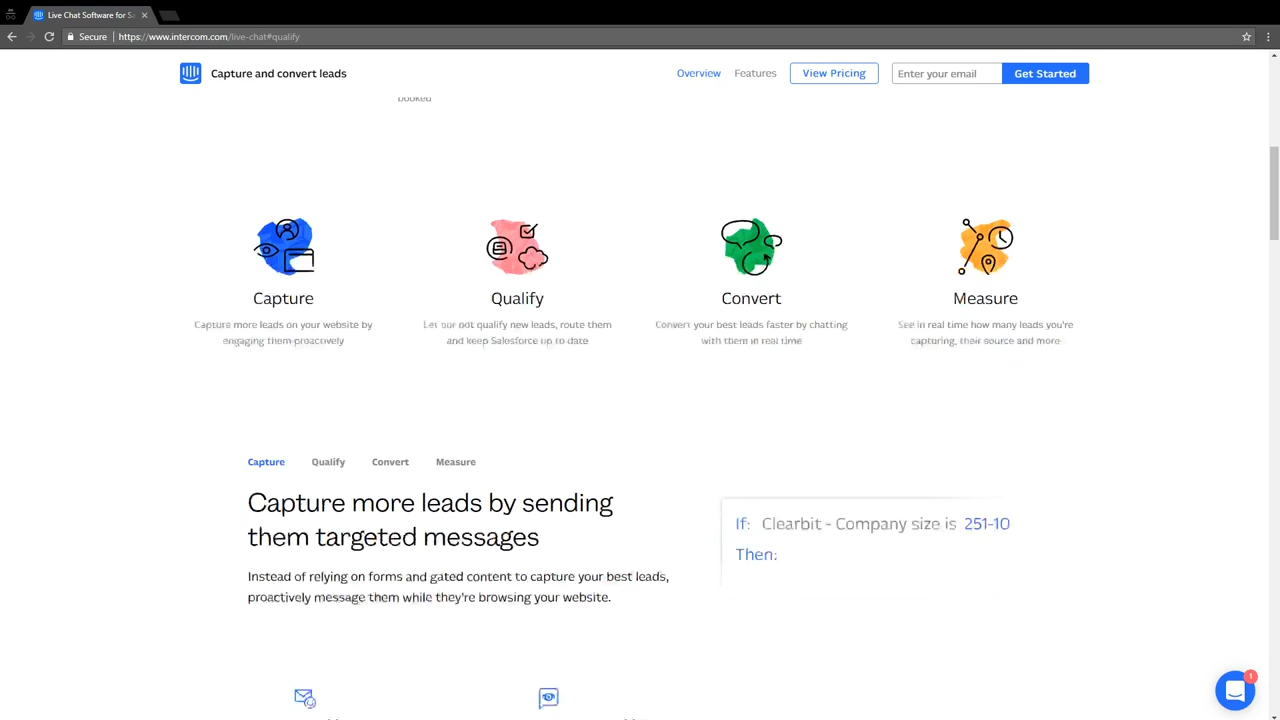 Live Chat Software for Sa
Secure
https://www.intercom.com/live-chat#qualify
Capture and convert leads
Overview
Features
View Pricing
Enter your email
Get Started
booked
Capture
Capture more leads on your website by
engaging them proactively
Qualify
Let our bot qualify new leads, route them
and keep Salesforce up to date
Convert
Convert your best leads faster by chatting
with them in real time
Measure
See in real time how many leads you're
capturing, their source and more
Capture Qualify Convert Measure
Capture more leads by sending
them targeted messages
Instead of relying on forms and gated content to capture your best leads,
proactively message them while they're browsing your website.
If: Clearbit - Company size is 251-10
Then:
1